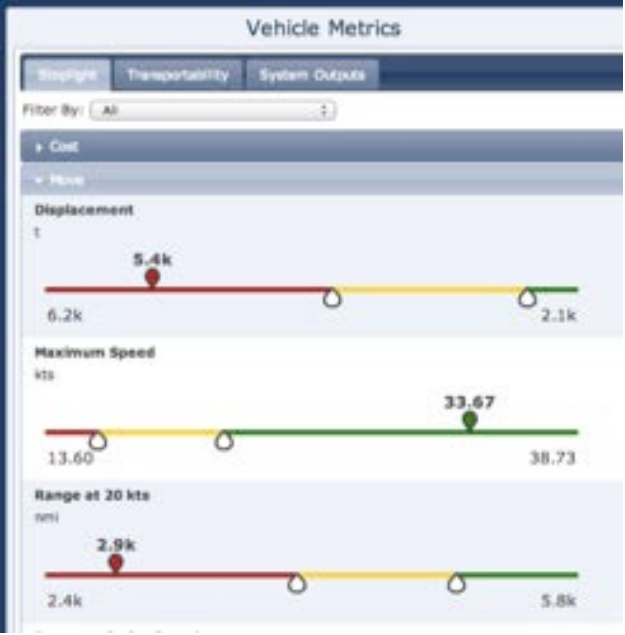 Vehicle Metrics
Stoplight Transportability System Outputs
Filter By: All
Cost
Move
Displacement
t
5.4k
6.2k 2.1k
Maximum Speed
kts
33.67
13.60 38.73
Range at 20 kts
nmi
2.9k
2.4k 5.8k